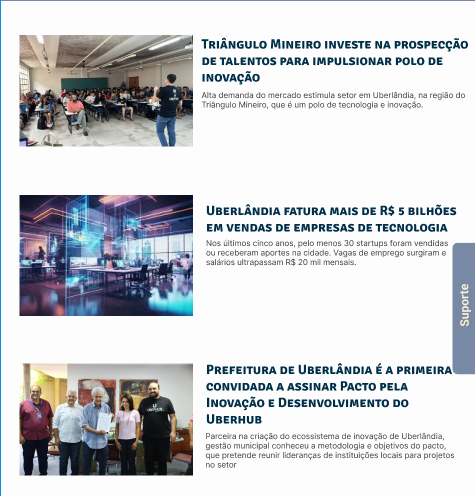 Triângulo Mineiro investe na prospecção
de talentos para impulsionar polo de
inovação
Alta demanda do mercado estimula setor em Uberlândia, na região do
Triângulo Mineiro, que é um polo de tecnologia e inovação.
Uberlândia fatura mais de R$ 5 bilhões
em vendas de empresas de tecnologia
Nos últimos cinco anos, pelo menos 30 startups foram vendidas
ou receberam aportes na cidade. Vagas de emprego surgiram e
salários ultrapassam R$ 20 mil mensais.
Suporte
Prefeitura de Uberlândia é a primeira
convidada a assinar Pacto pela
Inovação e Desenvolvimento do
Uberhub
Parceira na criação do ecossistema de inovação de Uberlândia,
gestão municipal conheceu a metodologia e objetivos do pacto,
que pretende reunir lideranças de instituições locais para projetos
no setor